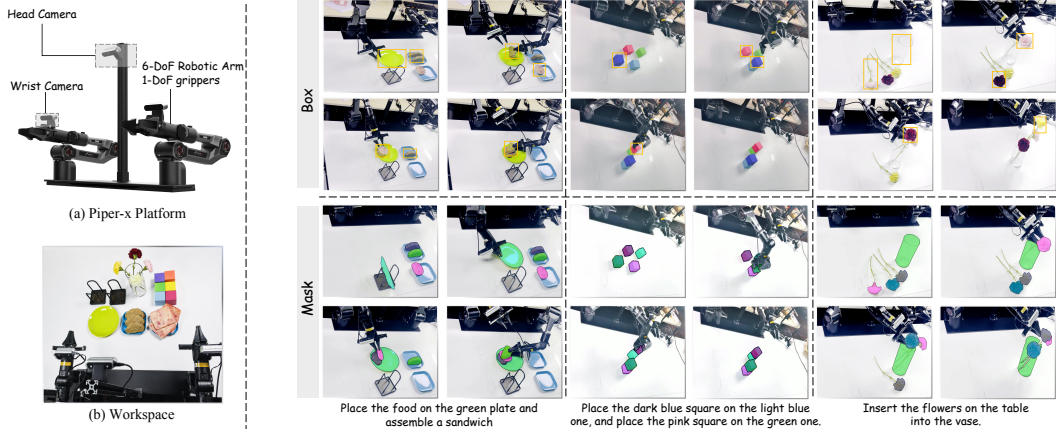 Head Camera
Wrist Camera
6-DoF Robotic Arm
1-DoF grippers
(a) Piper-x Platform
(b) Workspace
Box
Mask
Place the food on the green plate and
assemble a sandwich
Place the dark blue square on the light blue
one, and place the pink square on the green one.
Insert the flowers on the table
into the vase.